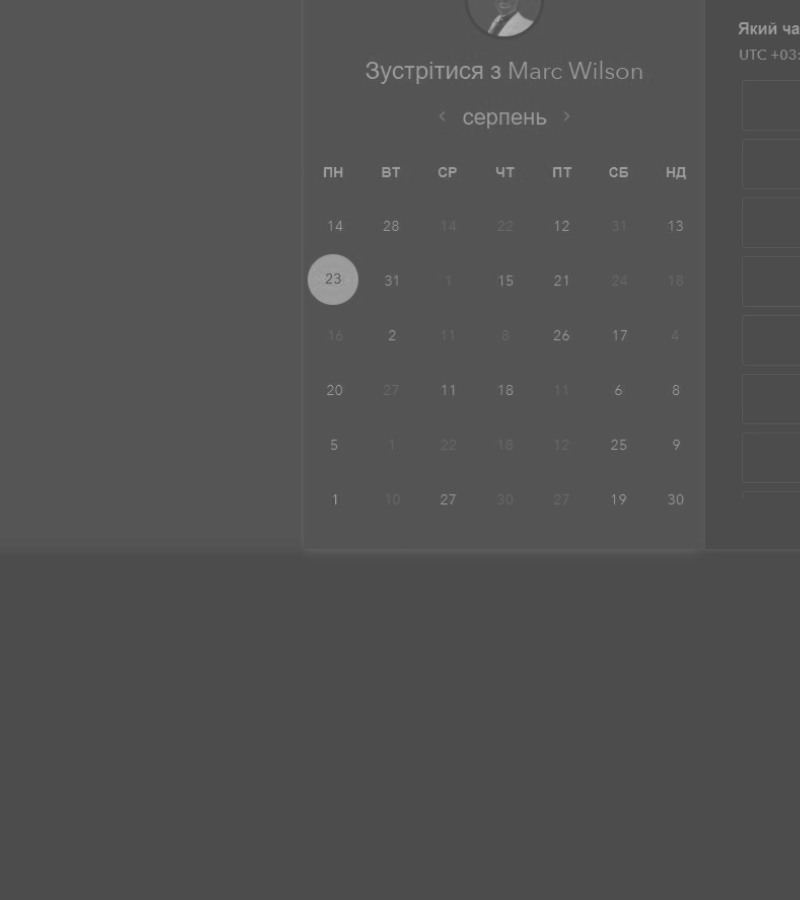 Зустрітися з Marc Wilson
‹ серпень ›
ПН ВТ СР ЧТ ПТ СБ НД
14 28 14 22 12 31 13
23 31 1 15 21 24 18
16 2 11 8 26 17 4
20 27 11 18 11 6 8
5 1 22 18 12 25 9
1 10 27 30 27 19 30
Який ча
UTC +03: